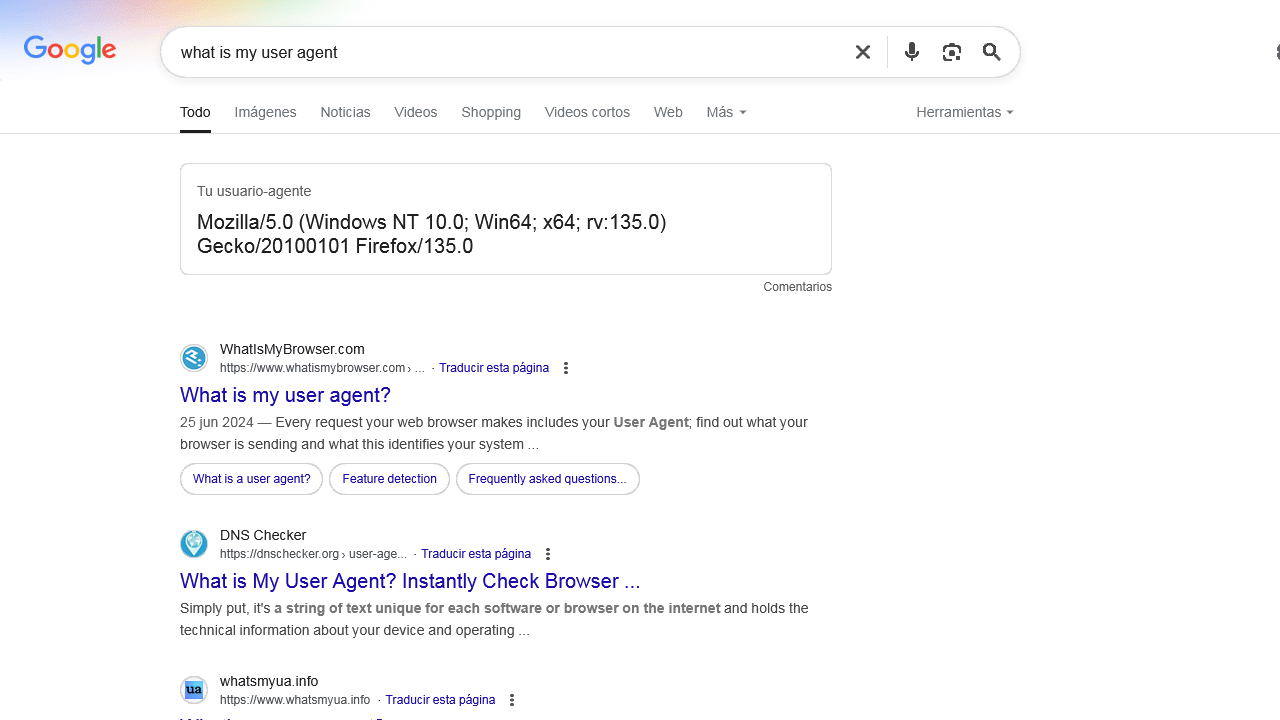 Google
what is my user agent
Todo Imágenes Noticias Videos Shopping Videos cortos Web Más Herramientas
Tu usuario-agente
Mozilla/5.0 (Windows NT 10.0; Win64; x64; rv:135.0)
Gecko/20100101 Firefox/135.0
Comentarios
WhatIsMyBrowser.com
https://www.whatismybrowser.com › ... · Traducir esta página
What is my user agent?
25 jun 2024 — Every request your web browser makes includes your User Agent; find out what your
browser is sending and what this identifies your system ...
What is a user agent? Feature detection Frequently asked questions...
DNS Checker
https://dnschecker.org › user-age... · Traducir esta página
What is My User Agent? Instantly Check Browser ...
Simply put, it's a string of text unique for each software or browser on the internet and holds the
technical information about your device and operating ...
whatsmyua.info
ua
https://www.whatsmyua.info · Traducir esta página